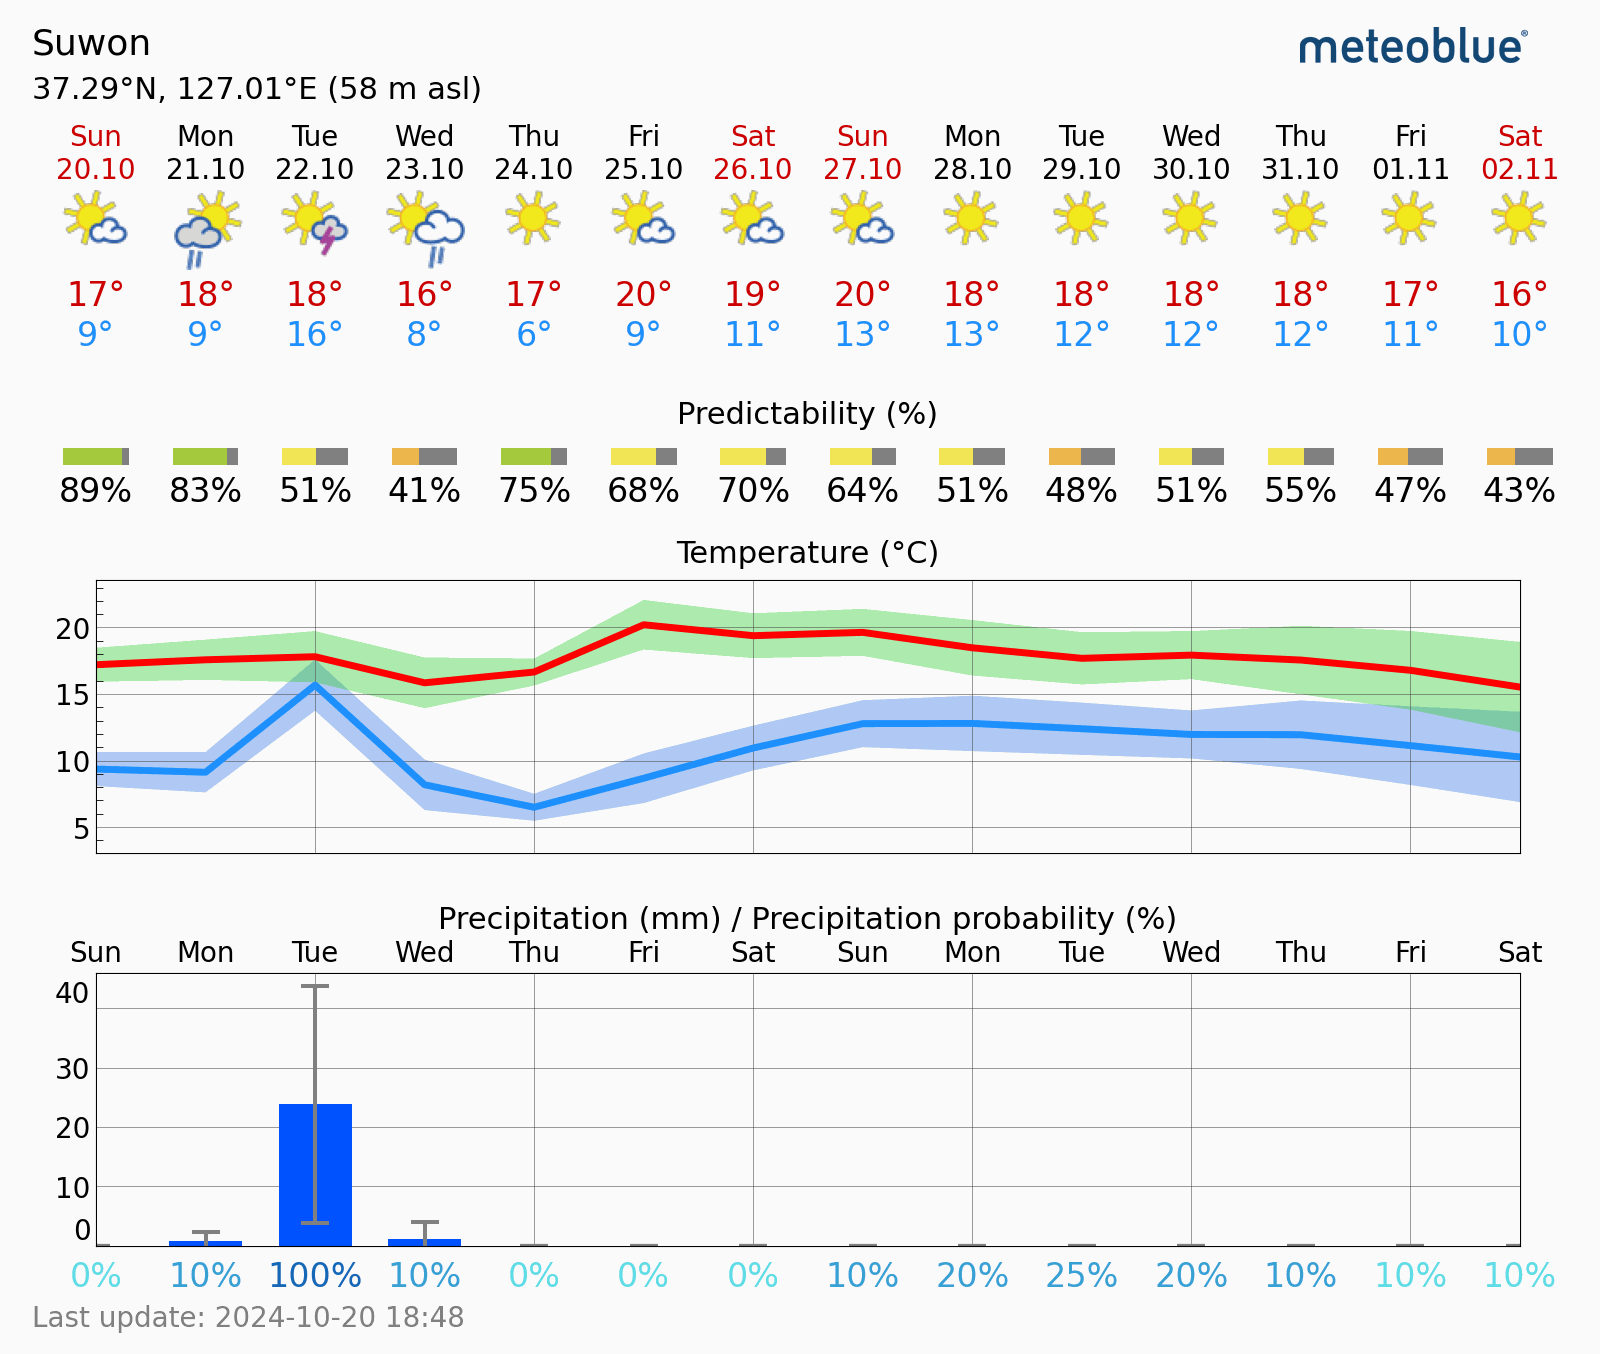 Suwon
meteoblue®
37.29°N, 127.01°E (58 m asl)
Sun Mon Tue Wed Thu Fri Sat Sun Mon Tue Wed Thu Fri Sat
20.10 21.10 22.10 23.10 24.10 25.10 26.10 27.10 28.10 29.10 30.10 31.10 01.11 02.11
17° 18° 18° 16° 17° 20° 19° 20° 18° 18° 18° 18° 17° 16°
9° 9° 16° 8° 6° 9° 11° 13° 13° 12° 12° 12° 11° 10°
Predictability (%)
89% 83% 51% 41% 75% 68% 70% 64% 51% 48% 51% 55% 47% 43%
Temperature (°C)
20
15
10
5
Precipitation (mm) / Precipitation probability (%)
Sun Mon Tue Wed Thu Fri Sat Sun Mon Tue Wed Thu Fri Sat
40
30
20
10
0
0% 10% 100% 10% 0% 0% 0% 10% 20% 25% 20% 10% 10% 10%
Last update: 2024-10-20 18:48